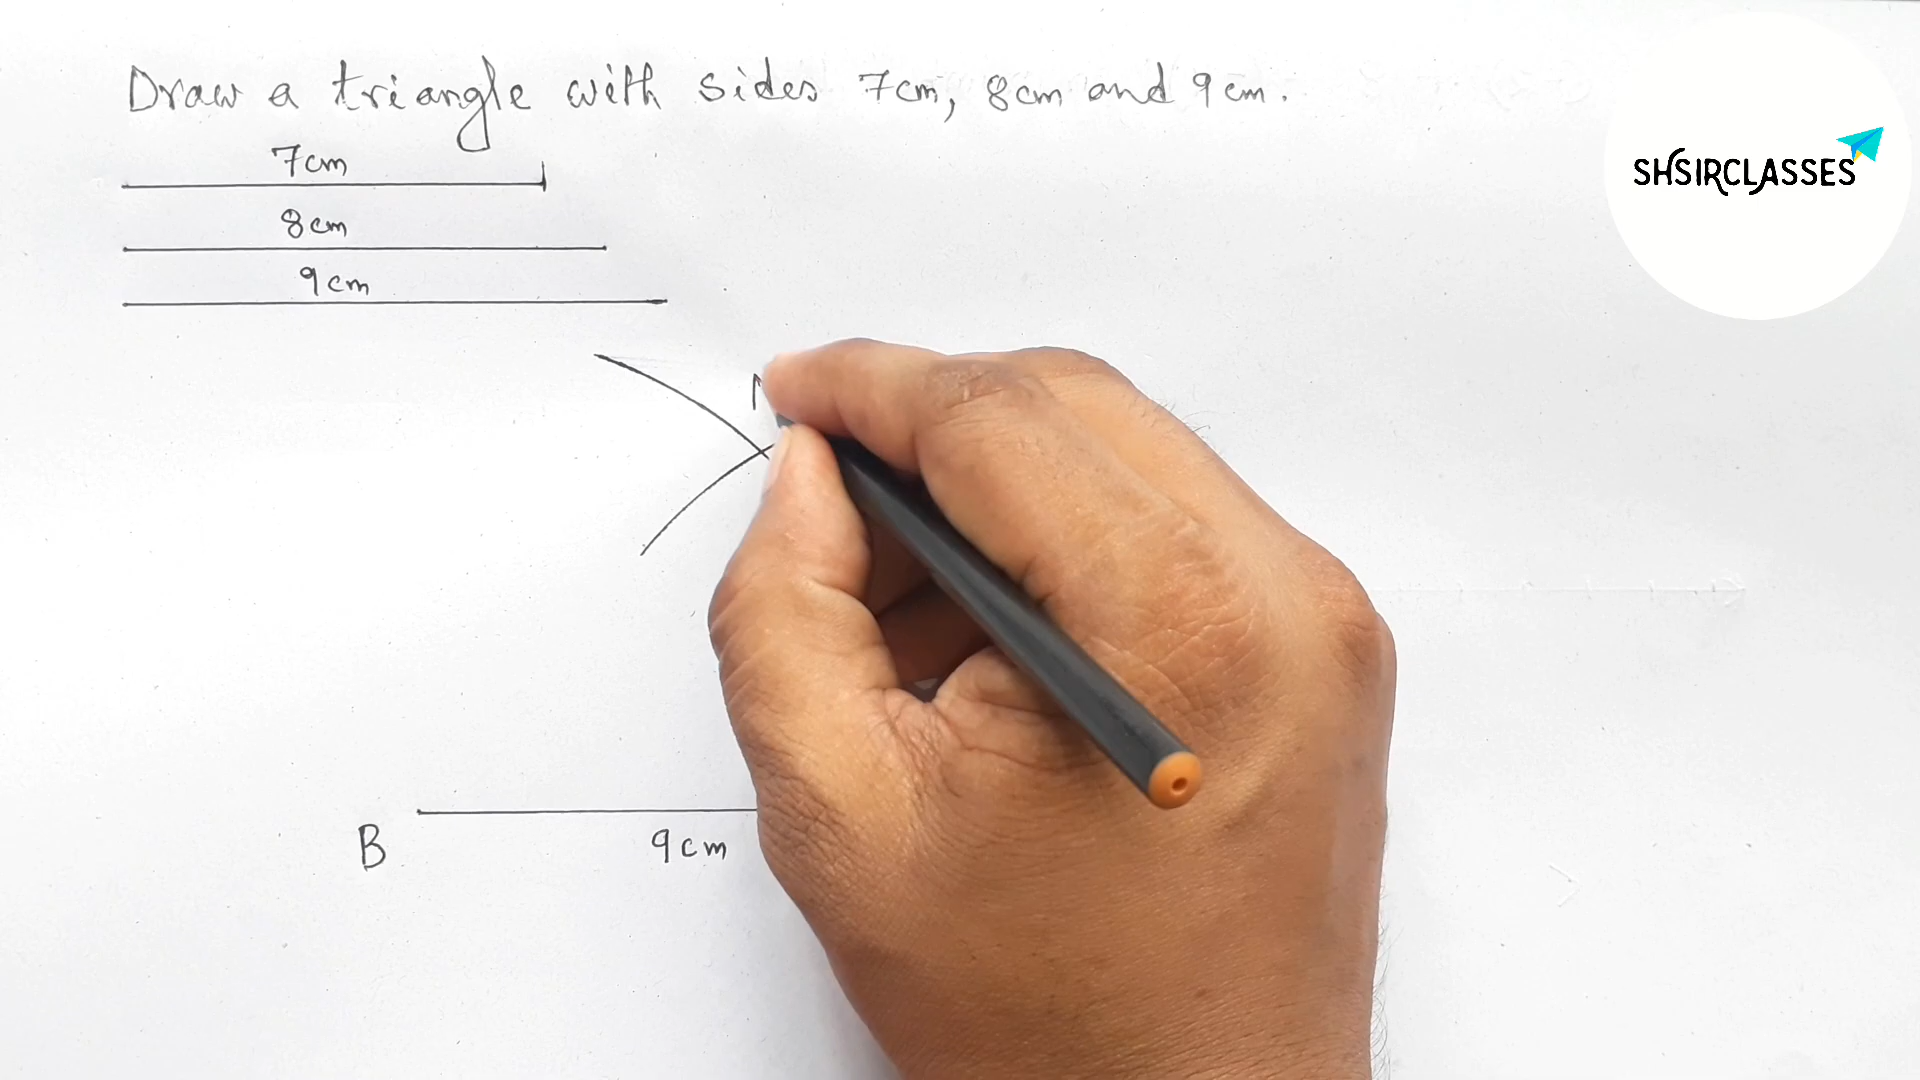 Draw a triangle with sides 7cm, 8cm and 9cm.
7cm
8cm
9cm
SHSIRCLASSES
B
9cm